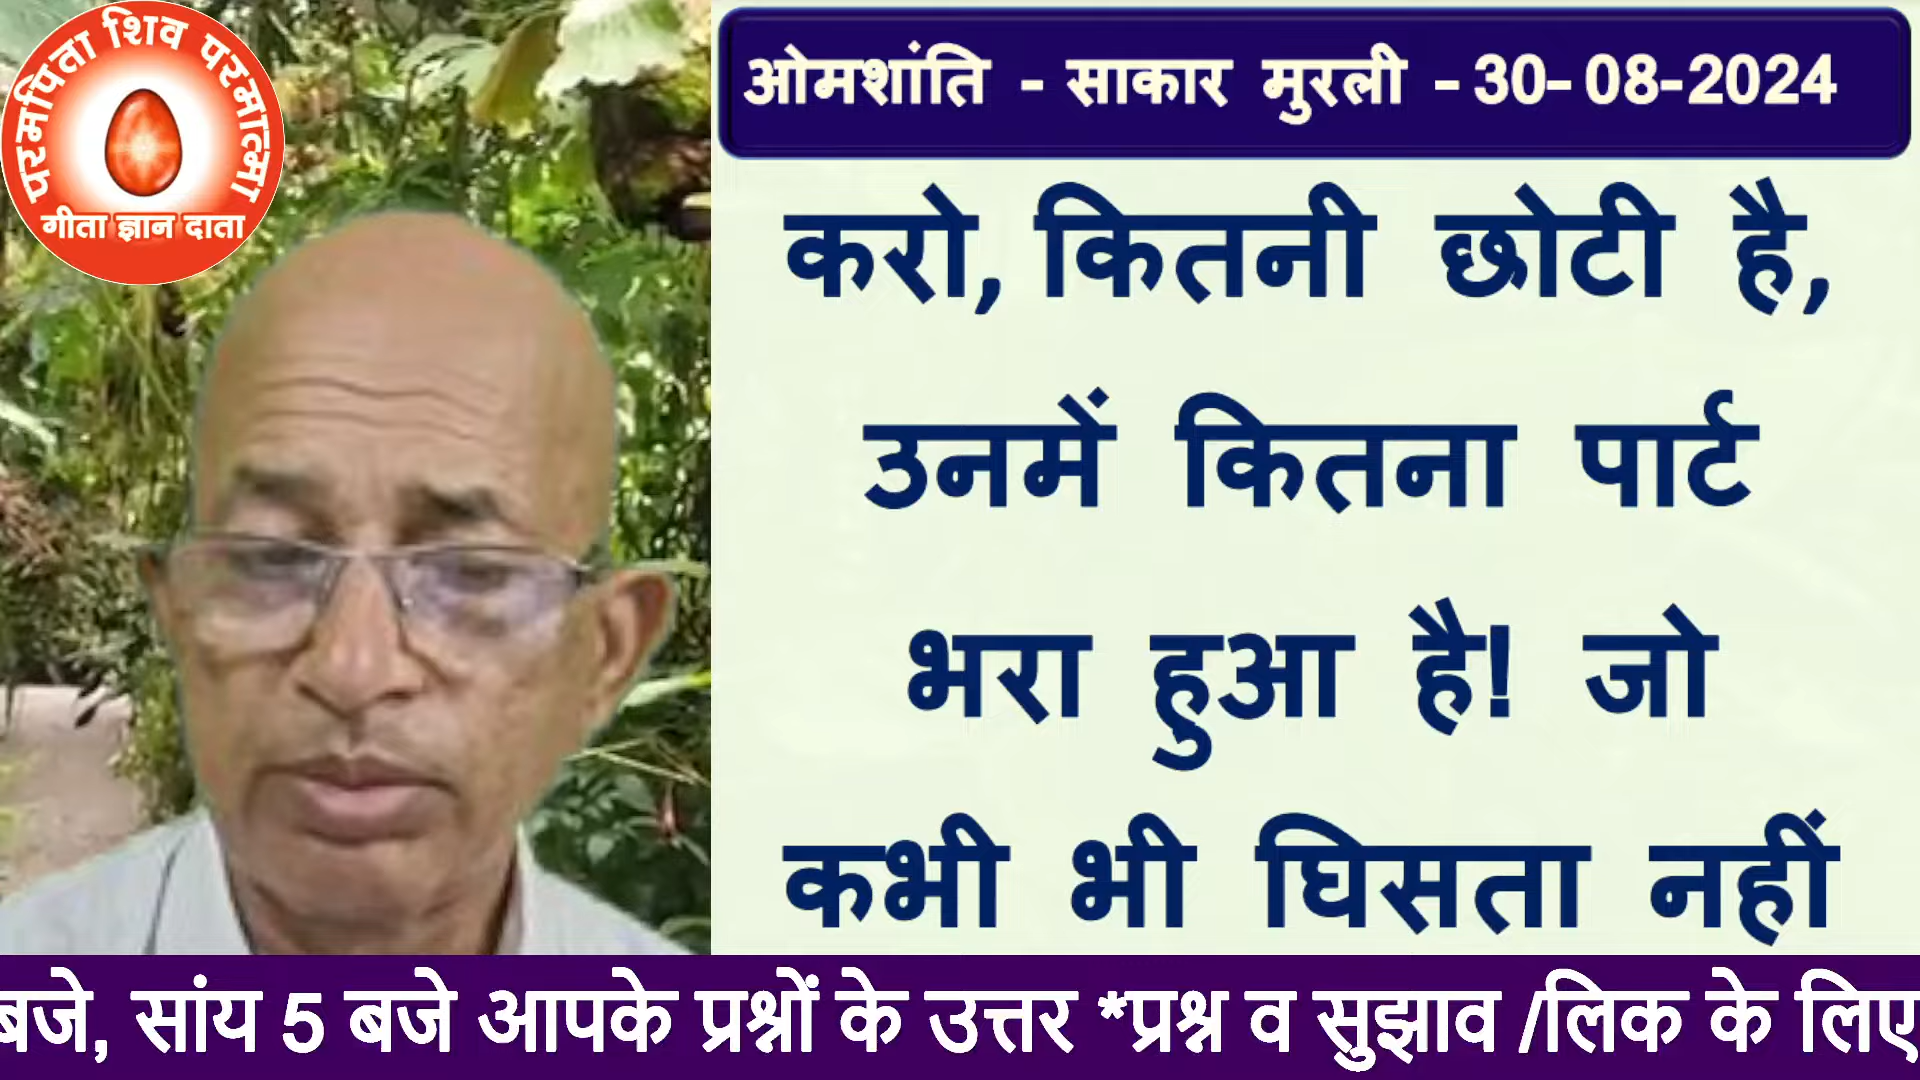 परमपिता शिव परमात्मा
गीता ज्ञान दाता
ओमशांति - साकार मुरली - 30- 08-2024
करो, कितनी छोटी है,
उनमें कितना पार्ट
भरा हुआ है! जो
कभी भी घिसता नहीं
बजे, सांय 5 बजे आपके प्रश्नों के उत्तर *प्रश्न व सुझाव /लिक के लिए